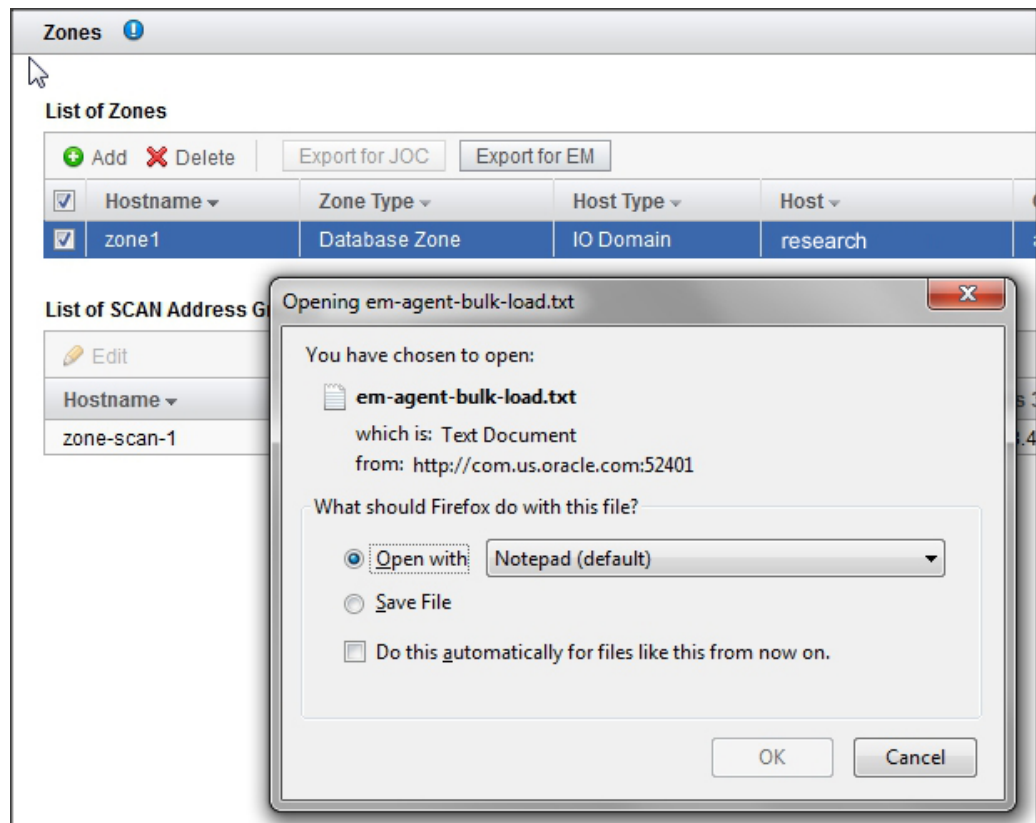 Zones
List of Zones
Add Delete Export for JOC Export for EM
Hostname Zone Type Host Type Host
zone1 Database Zone IO Domain research
List of SCAN Address
Edit
Hostname
zone-scan-1
Opening em-agent-bulk-load.txt
You have chosen to open:
em-agent-bulk-load.txt
which is: Text Document
from: http://com.us.oracle.com:52401
What should Firefox do with this file?
Open with Notepad (default)
Save File
Do this automatically for files like this from now on.
OK Cancel